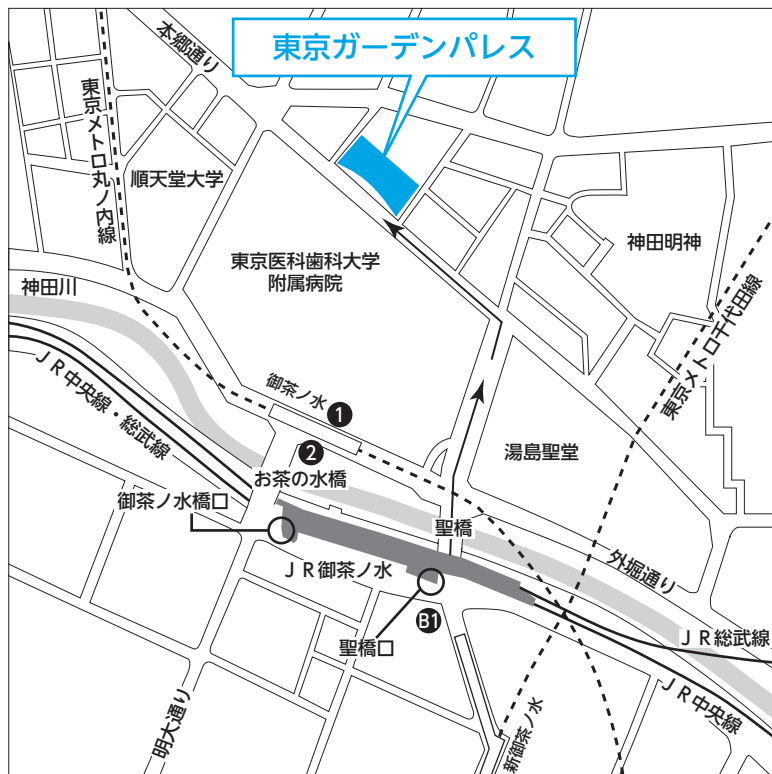 東京ガーデンパレス
本郷通り
東京メトロ丸ノ内線
順天堂大学
東京医科歯科大学
附属病院
神田明神
神田川
東京メトロ千代田線
JR中央線・総武線
御茶ノ水
1
2
お茶の水橋
湯島聖堂
御茶ノ水橋口
聖橋
JR御茶ノ水
外堀通り
B1
聖橋口
JR総武線
JR中央線
明大通り
新御茶ノ水